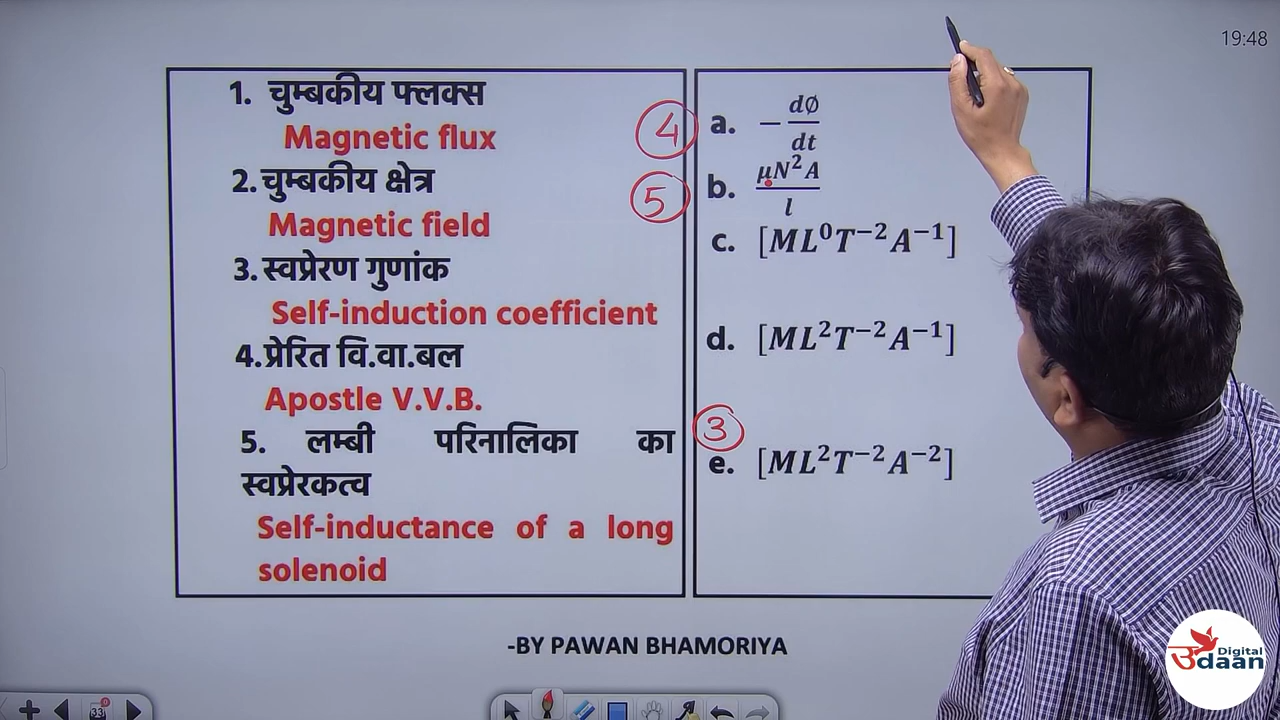 19:48
1. चुम्बकीय फ्लक्स
Magnetic flux
2. चुम्बकीय क्षेत्र
Magnetic field
3. स्वप्रेरण गुणांक
Self-induction coefficient
4. प्रेरित वि.वा.बल
Apostle V.V.B.
5. लम्बी परिनालिका का
स्वप्रेरकत्व
Self-inductance of a long
solenoid
④ a. −dØ/dt
⑤ b. μN²A/l
c. [ML⁰T⁻²A⁻¹]
d. [ML²T⁻²A⁻¹]
③ e. [ML²T⁻²A⁻²]
-BY PAWAN BHAMORIYA
33
Digital
उdaan